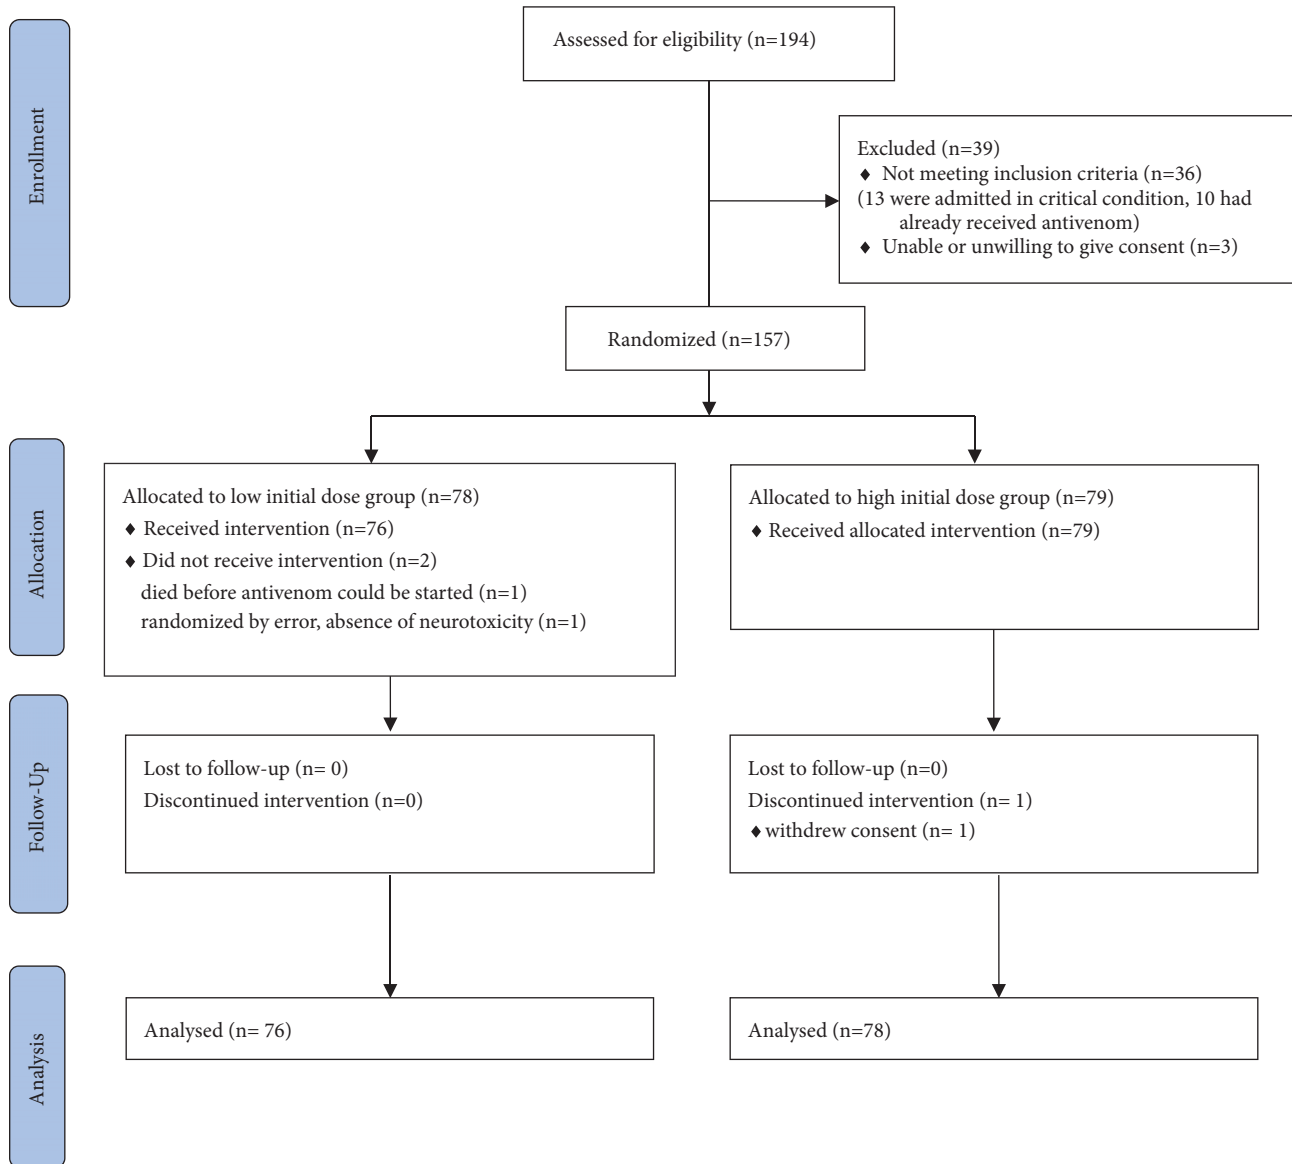 Enrollment
Assessed for eligibility (n=194)
Excluded (n=39)
♦ Not meeting inclusion criteria (n=36)
(13 were admitted in critical condition, 10 had
already received antivenom)
♦ Unable or unwilling to give consent (n=3)
Randomized (n=157)
Allocation
Allocated to low initial dose group (n=78)
♦ Received intervention (n=76)
♦ Did not receive intervention (n=2)
died before antivenom could be started (n=1)
randomized by error, absence of neurotoxicity (n=1)
Allocated to high initial dose group (n=79)
♦ Received allocated intervention (n=79)
Follow-Up
Lost to follow-up (n= 0)
Discontinued intervention (n=0)
Lost to follow-up (n=0)
Discontinued intervention (n= 1)
♦ withdrew consent (n= 1)
Analysis
Analysed (n= 76)
Analysed (n=78)